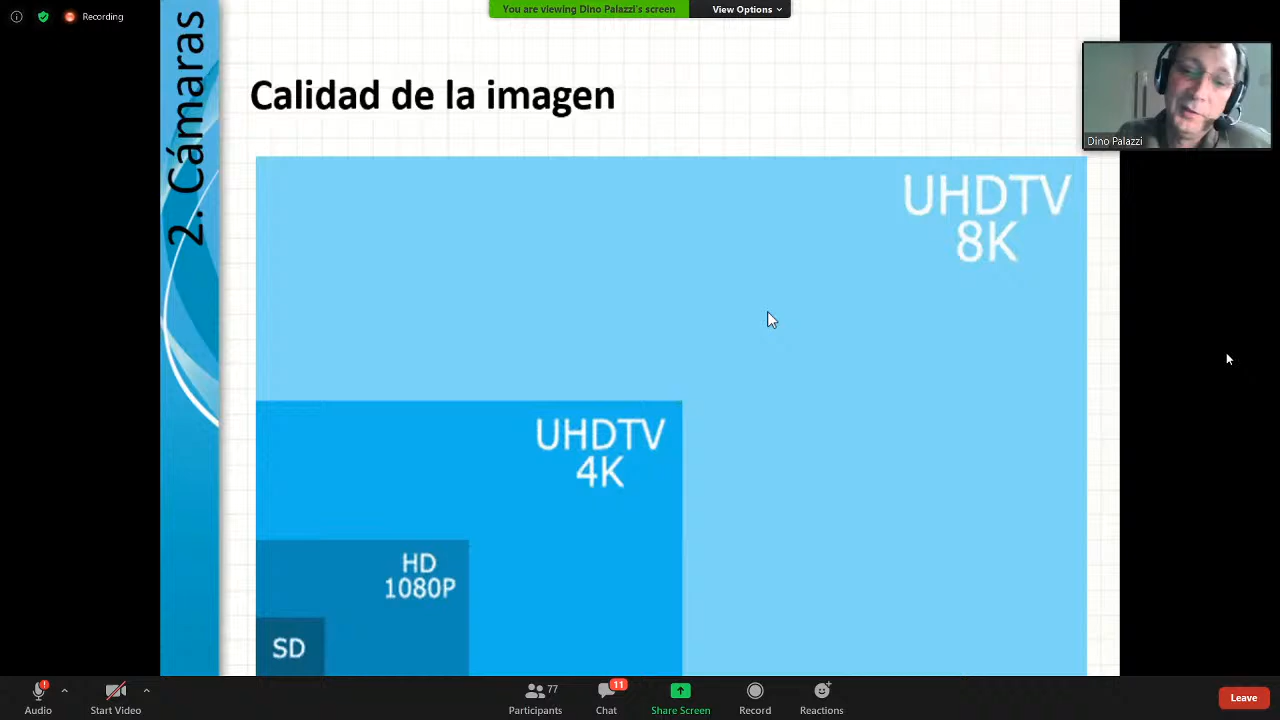 Recording
You are viewing Dino Palazzi's screen
View Options
2. Cámaras
Calidad de la imagen
Dino Palazzi
UHDTV
8K
UHDTV
4K
HD
1080P
SD
Audio
Start Video
77
Participants
11
Chat
Share Screen
Record
Reactions
Leave